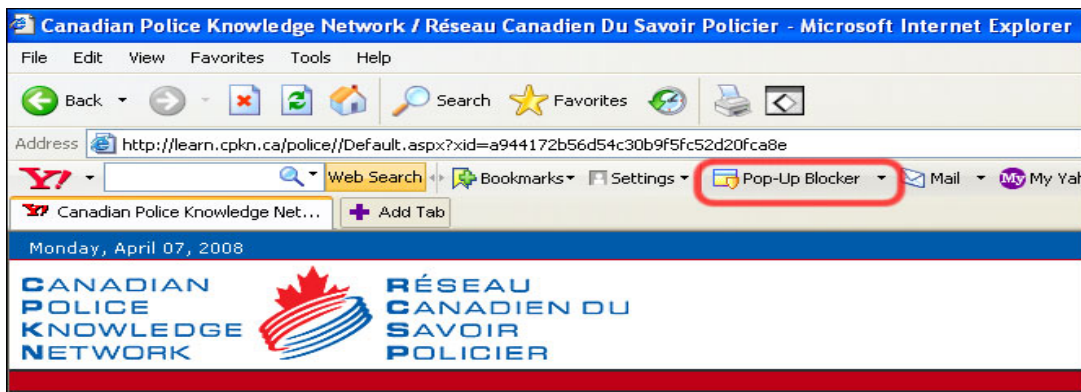 Canadian Police Knowledge Network / Réseau Canadien Du Savoir Policier - Microsoft Internet Explorer
File Edit View Favorites Tools Help
Back Search Favorites
Address http://learn.cpkn.ca/police//Default.aspx?xid=a944172b56d54c30b9f5fc52d20fca8e
Y! Web Search Bookmarks Settings Pop-Up Blocker Mail My My Yah
Y! Canadian Police Knowledge Net... Add Tab
Monday, April 07, 2008
CANADIAN
POLICE
KNOWLEDGE
NETWORK
RÉSEAU
CANADIEN DU
SAVOIR
POLICIER